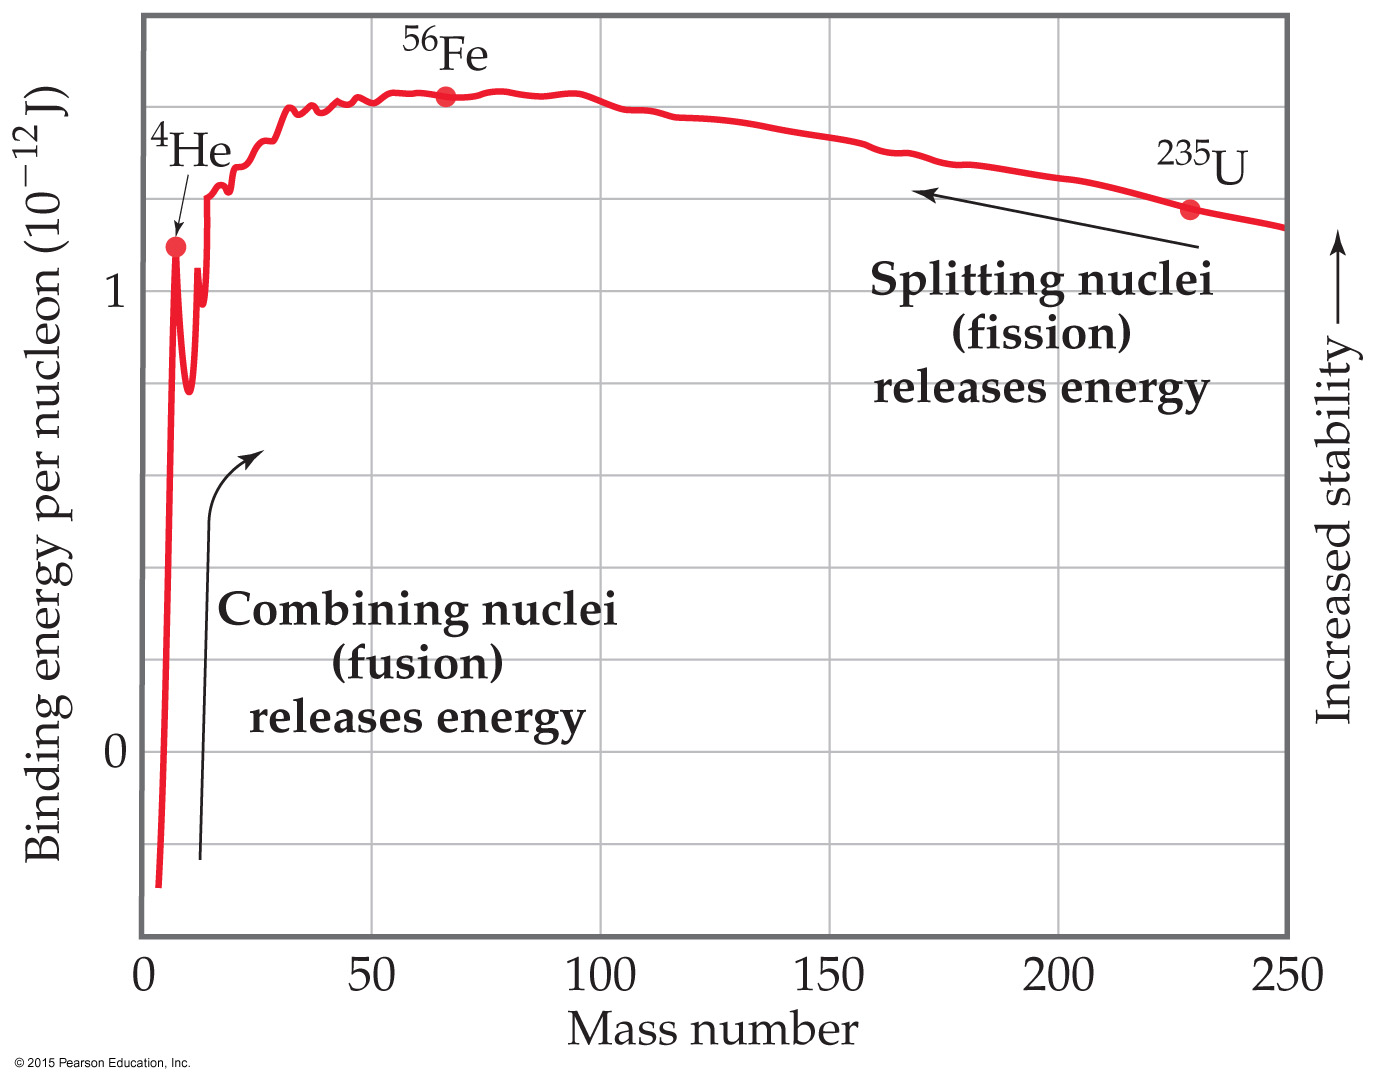 ⁵⁶Fe
⁴He
²³⁵U
Binding energy per nucleon (10⁻¹² J)
1
0
Splitting nuclei
(fission)
releases energy
Combining nuclei
(fusion)
releases energy
Increased stability
0 50 100 150 200 250
Mass number
© 2015 Pearson Education, Inc.